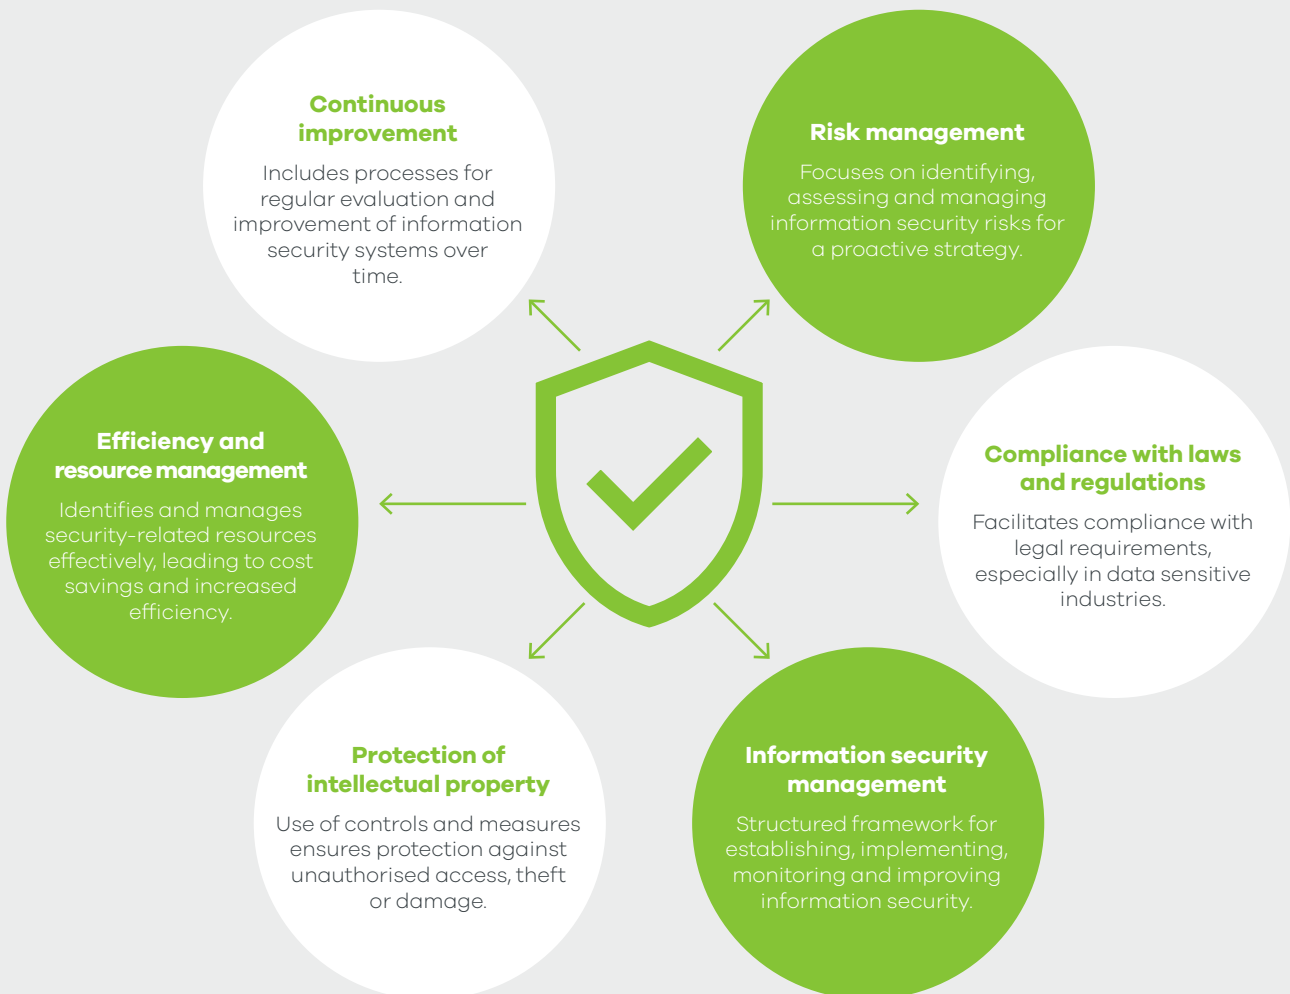 Continuous
improvement
Includes processes for
regular evaluation and
improvement of information
security systems over
time.
Risk management
Focuses on identifying,
assessing and managing
information security risks for
a proactive strategy.
Efficiency and
resource management
Identifies and manages
security-related resources
effectively, leading to cost
savings and increased
efficiency.
Compliance with laws
and regulations
Facilitates compliance with
legal requirements,
especially in data sensitive
industries.
Protection of
intellectual property
Use of controls and measures
ensures protection against
unauthorised access, theft
or damage.
Information security
management
Structured framework for
establishing, implementing,
monitoring and improving
information security.